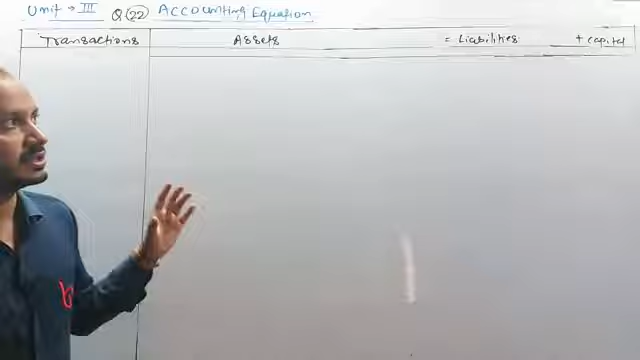 Unit → III Q.(22) ACCOUNTING Equation
Transactions Assets = Liabilities + capital